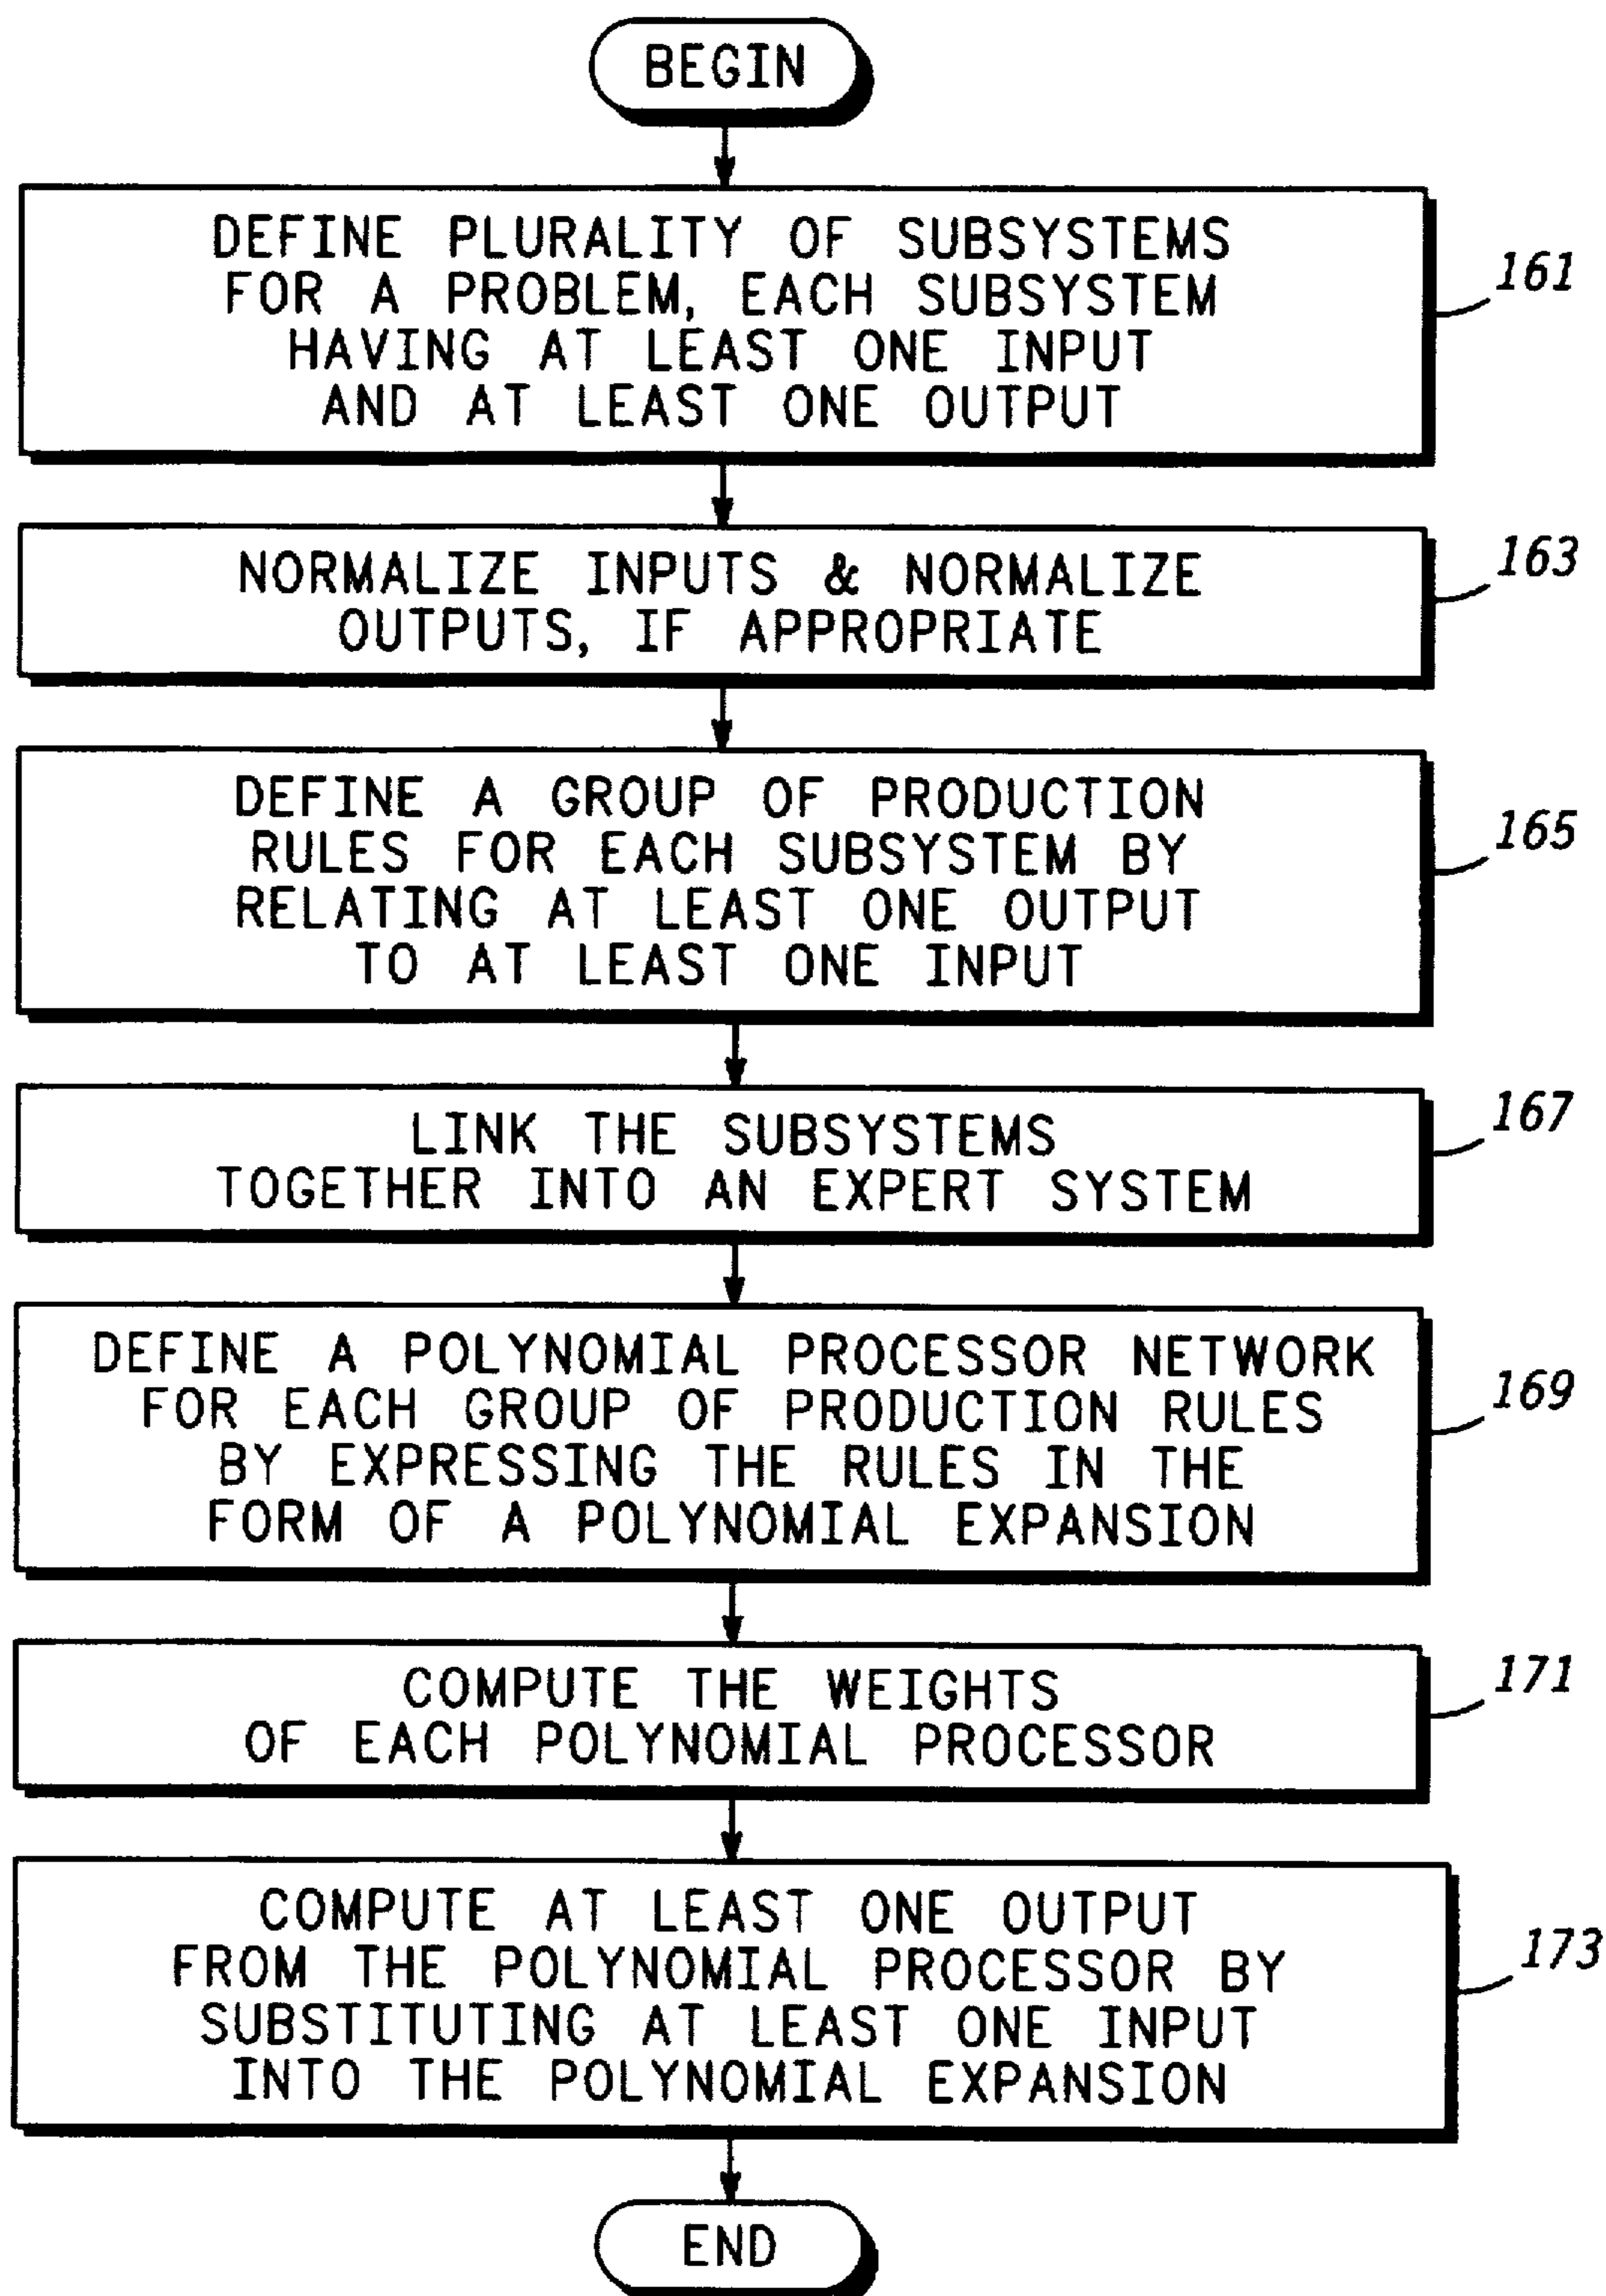 BEGIN
DEFINE PLURALITY OF SUBSYSTEMS
FOR A PROBLEM, EACH SUBSYSTEM
HAVING AT LEAST ONE INPUT
AND AT LEAST ONE OUTPUT
161
NORMALIZE INPUTS & NORMALIZE
OUTPUTS, IF APPROPRIATE
163
DEFINE A GROUP OF PRODUCTION
RULES FOR EACH SUBSYSTEM BY
RELATING AT LEAST ONE OUTPUT
TO AT LEAST ONE INPUT
165
LINK THE SUBSYSTEMS
TOGETHER INTO AN EXPERT SYSTEM
167
DEFINE A POLYNOMIAL PROCESSOR NETWORK
FOR EACH GROUP OF PRODUCTION RULES
BY EXPRESSING THE RULES IN THE
FORM OF A POLYNOMIAL EXPANSION
169
COMPUTE THE WEIGHTS
OF EACH POLYNOMIAL PROCESSOR
171
COMPUTE AT LEAST ONE OUTPUT
FROM THE POLYNOMIAL PROCESSOR BY
SUBSTITUTING AT LEAST ONE INPUT
INTO THE POLYNOMIAL EXPANSION
173
END